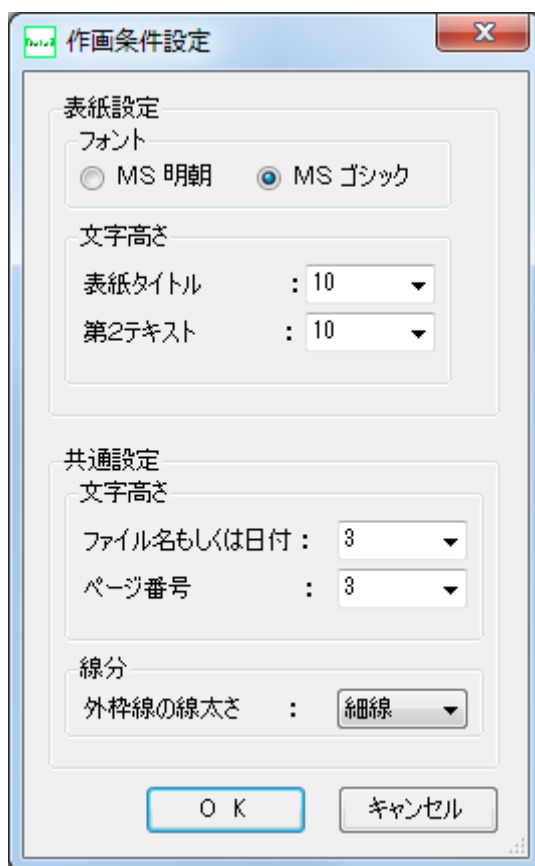 作画条件設定
表紙設定
フォント
MS 明朝 MS ゴシック
文字高さ
表紙タイトル : 10
第2テキスト : 10
共通設定
文字高さ
ファイル名もしくは日付 : 3
ページ番号 : 3
線分
外枠線の線太さ : 細線
OK キャンセル